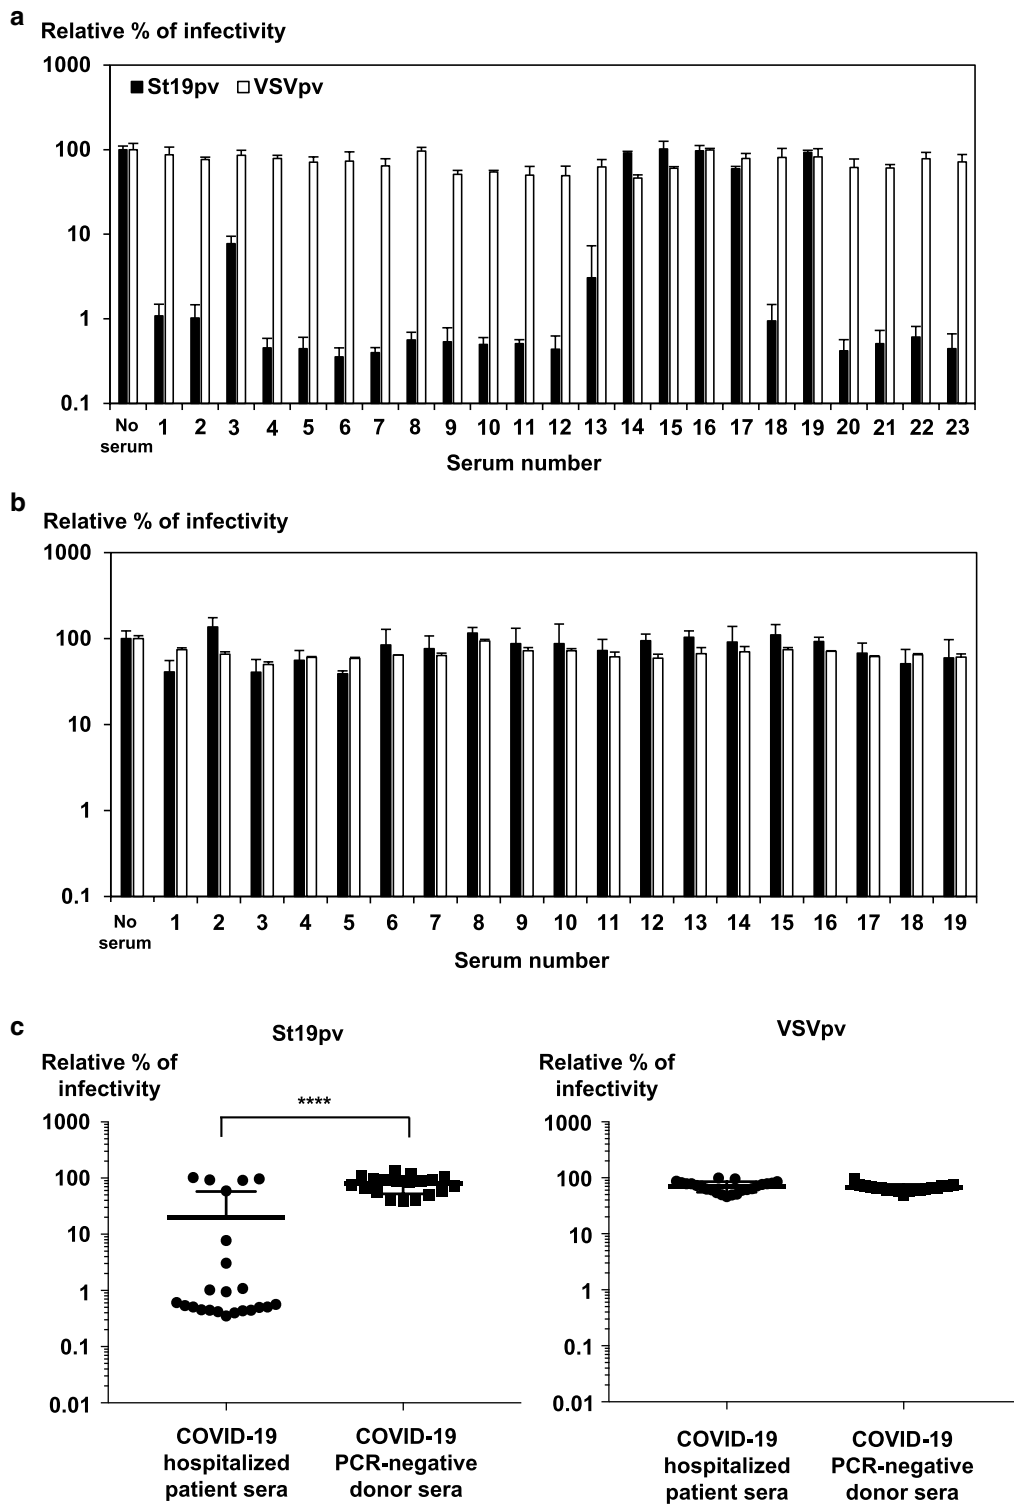 a
Relative % of infectivity
1000
St19pv VSVpv
100
10
1
0.1
No serum 1 2 3 4 5 6 7 8 9 10 11 12 13 14 15 16 17 18 19 20 21 22 23
Serum number
b
Relative % of infectivity
1000
100
10
1
0.1
No serum 1 2 3 4 5 6 7 8 9 10 11 12 13 14 15 16 17 18 19
Serum number
c
St19pv
Relative % of
infectivity
1000
100
10
1
0.1
0.01
****
COVID-19
hospitalized
patient sera
COVID-19
PCR-negative
donor sera
VSVpv
Relative % of
infectivity
1000
100
10
1
0.1
0.01
COVID-19
hospitalized
patient sera
COVID-19
PCR-negative
donor sera